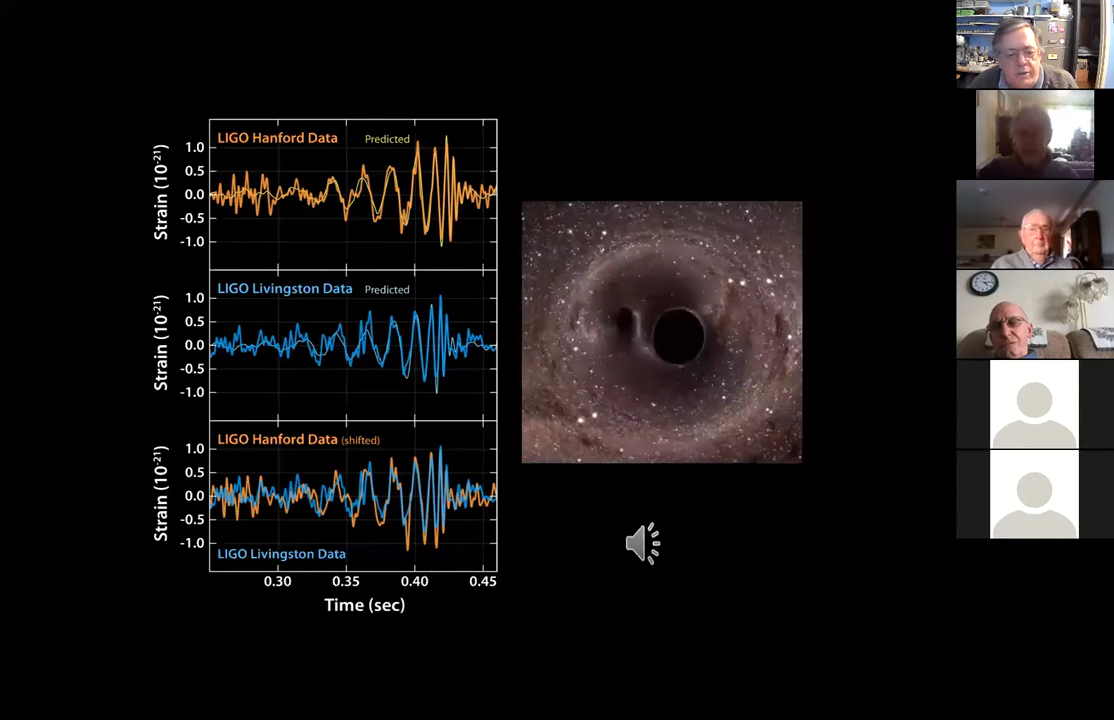 LIGO Hanford Data
Predicted
1.0
0.5
0.0
-0.5
-1.0
Strain (10-21)
LIGO Livingston Data
Predicted
1.0
0.5
0.0
-0.5
-1.0
Strain (10-21)
LIGO Hanford Data (shifted)
1.0
0.5
0.0
-0.5
-1.0
Strain (10-21)
LIGO Livingston Data
0.30 0.35 0.40 0.45
Time (sec)